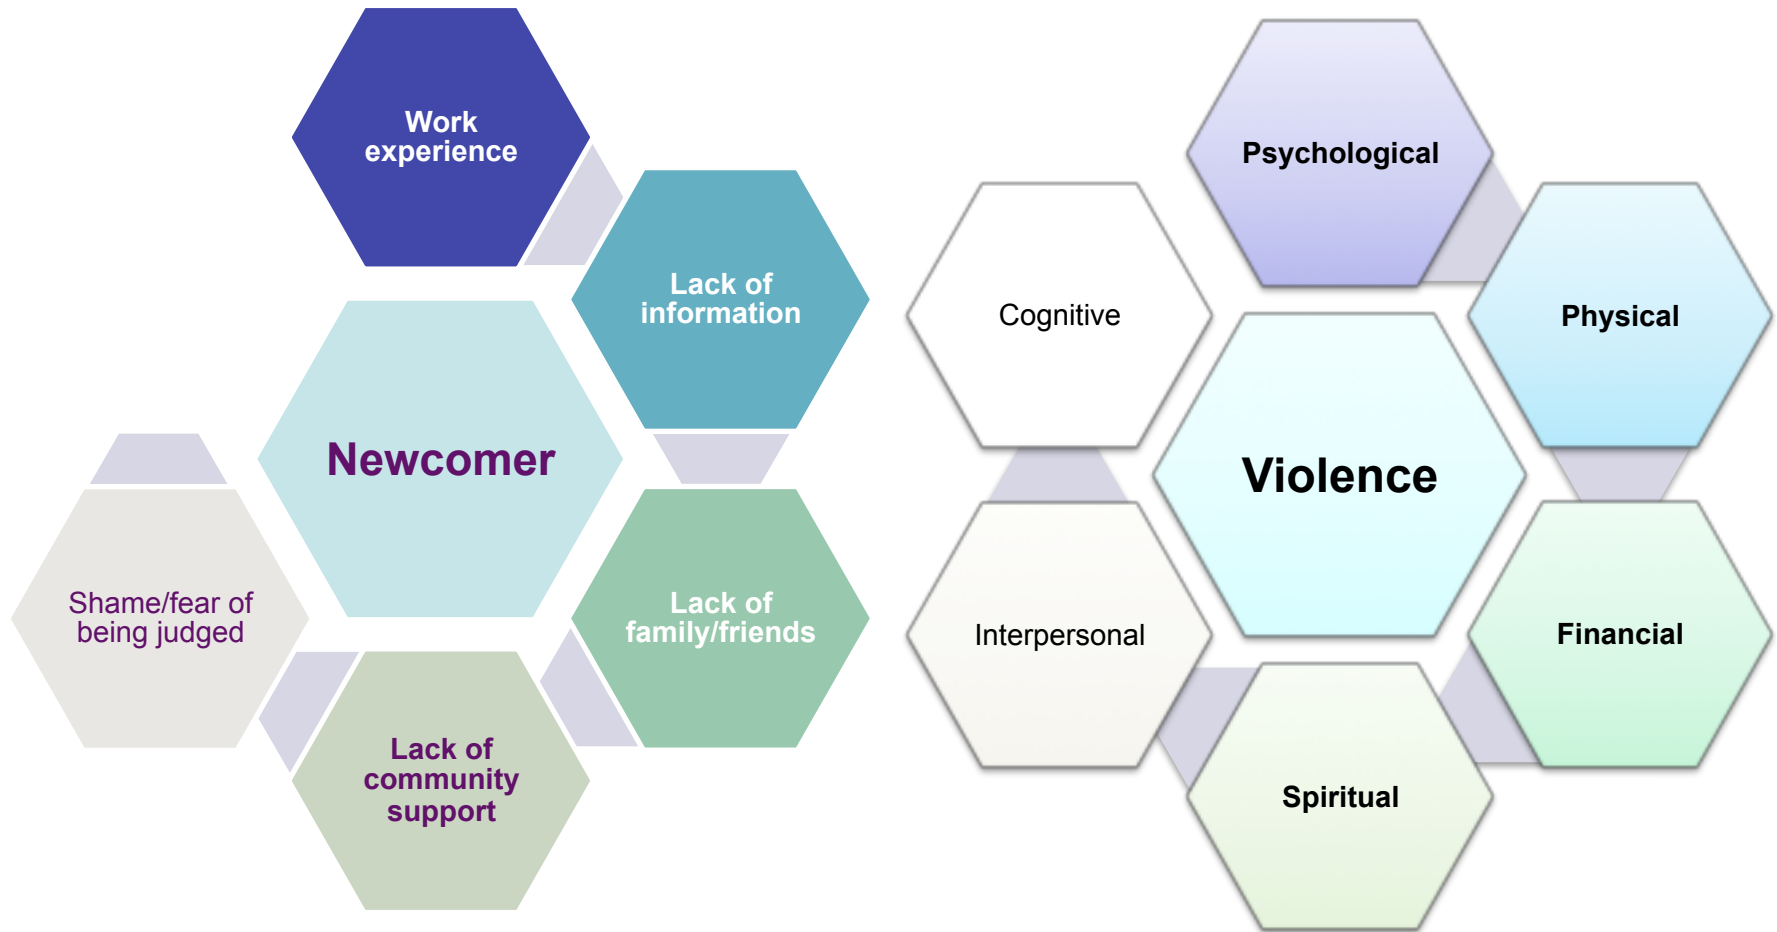 Work
experience
Lack of
information
Newcomer
Lack of
family/friends
Lack of
community
support
Shame/fear of
being judged
Psychological
Physical
Violence
Financial
Spiritual
Interpersonal
Cognitive